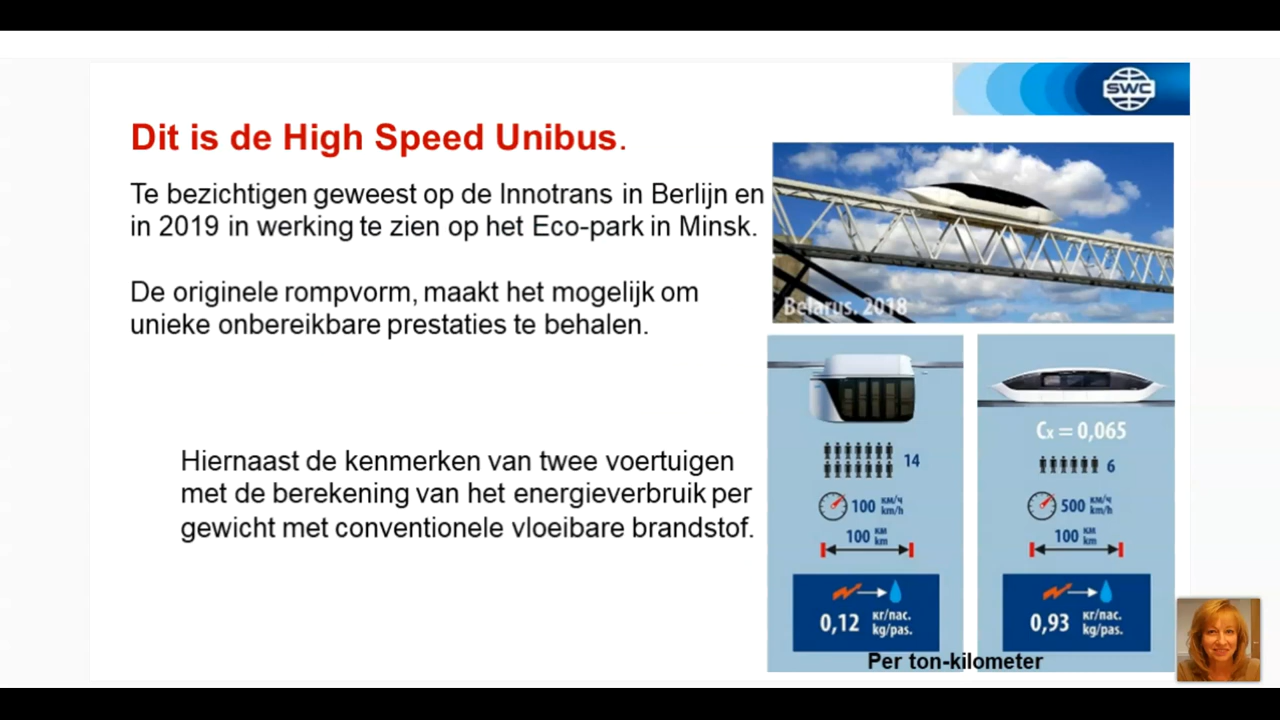 SWC
Dit is de High Speed Unibus.
Te bezichtigen geweest op de Innotrans in Berlijn en
in 2019 in werking te zien op het Eco-park in Minsk.
De originele rompvorm, maakt het mogelijk om
unieke onbereikbare prestaties te behalen.
Hiernaast de kenmerken van twee voertuigen
met de berekening van het energieverbruik per
gewicht met conventionele vloeibare brandstof.
Belarus. 2018
14
100 км/ч
km/h
100 км
km
0,12 кг/пас.
kg/pas.
Cx = 0,065
6
500 км/ч
km/h
100 км
km
0,93 кг/пас.
kg/pas.
Per ton-kilometer